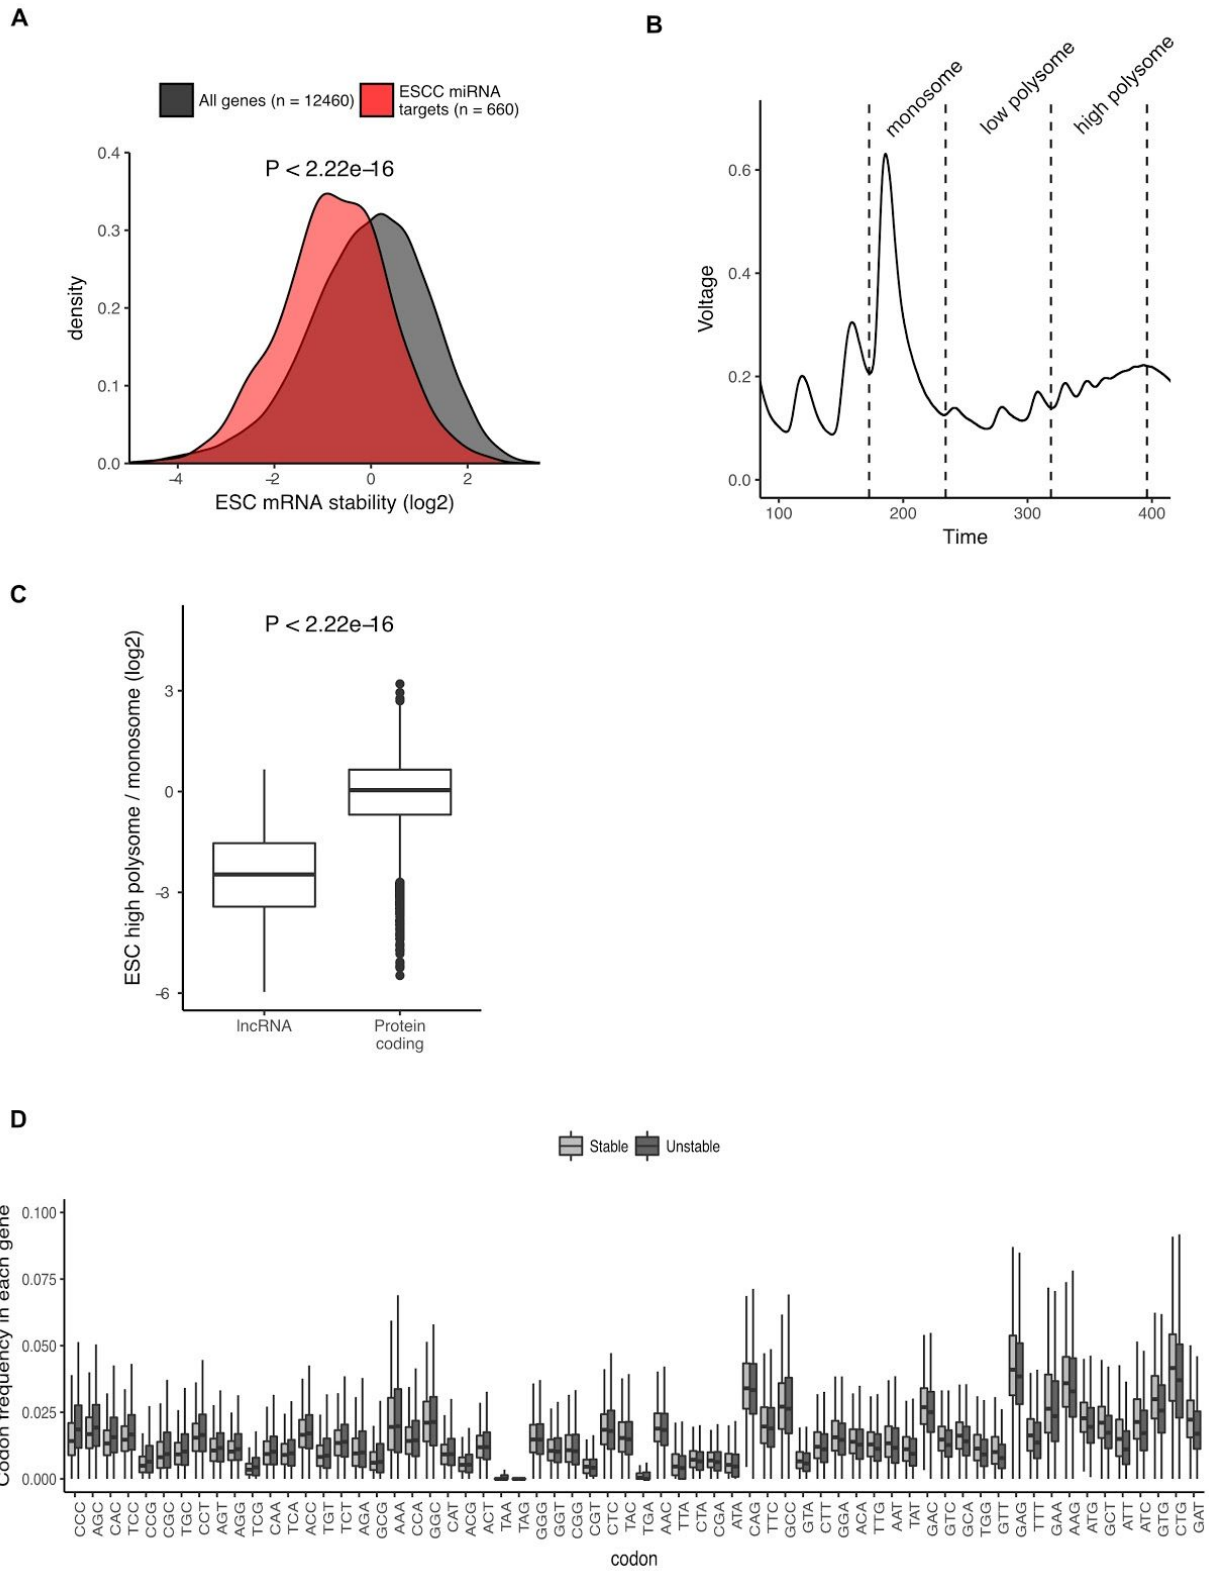 A
All genes (n = 12460)
ESCC miRNA
targets (n = 660)
P < 2.22e−16
0.4
0.3
0.2
0.1
0.0
density
-4
-2
0
2
ESC mRNA stability (log2)
B
monosome
low polysome
high polysome
0.6
0.4
0.2
0.0
Voltage
100
200
300
400
Time
C
P < 2.22e−16
3
0
-3
-6
ESC high polysome / monosome (log2)
lncRNA
Protein
coding
D
Stable
Unstable
0.100
0.075
0.050
0.025
0.000
Codon frequency in each gene
CCC AGC CAC TCC CCG CGC TGC CCT AGT AGG TCG CAA TCA ACC TGT TCT AGA GCG AAA CCA GGC CAT ACG ACT TAA TAG GGG GGT CGG CGT CTC TAC TGA AAC TTA CTA CGA ATA CAG TTC GCC GTA CTT GGA ACA TTG AAT TAT GAC GTC GCA TGG GTT GAG TTT GAA AAG ATG GCT ATT ATC GTG CTG GAT
codon